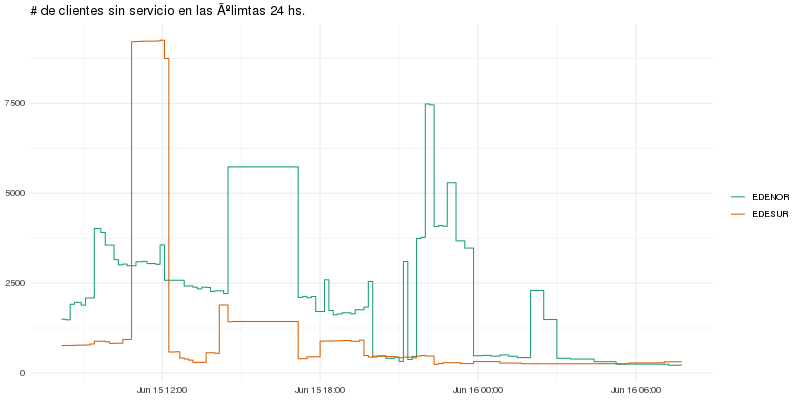 # de clientes sin servicio en las Ãºlimtas 24 hs.
7500
5000
2500
0
Jun 15 12:00
Jun 15 18:00
Jun 16 00:00
Jun 16 06:00
EDENOR
EDESUR